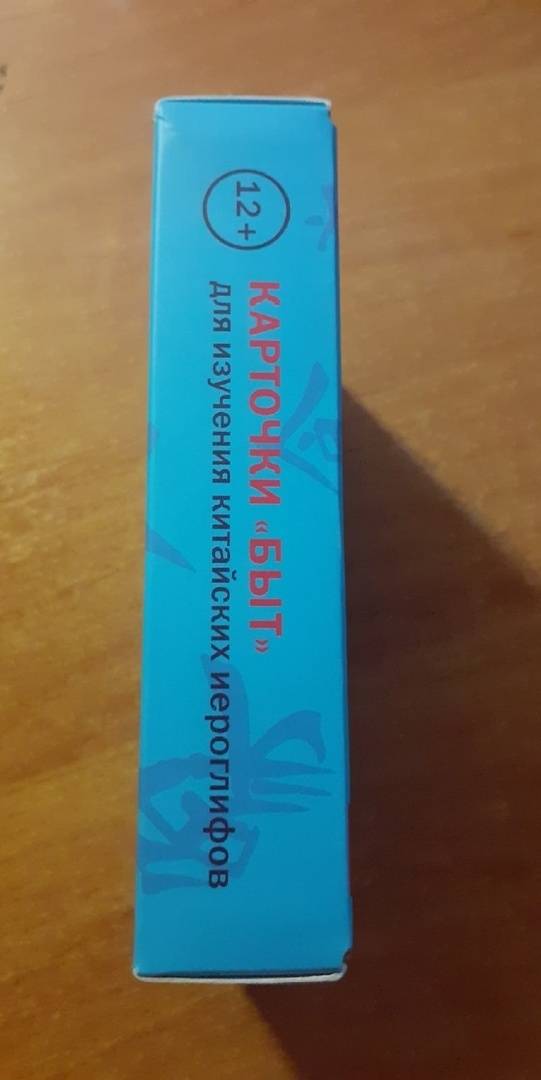 12+
КАРТОЧКИ «БЫТ»
для изучения китайских иероглифов